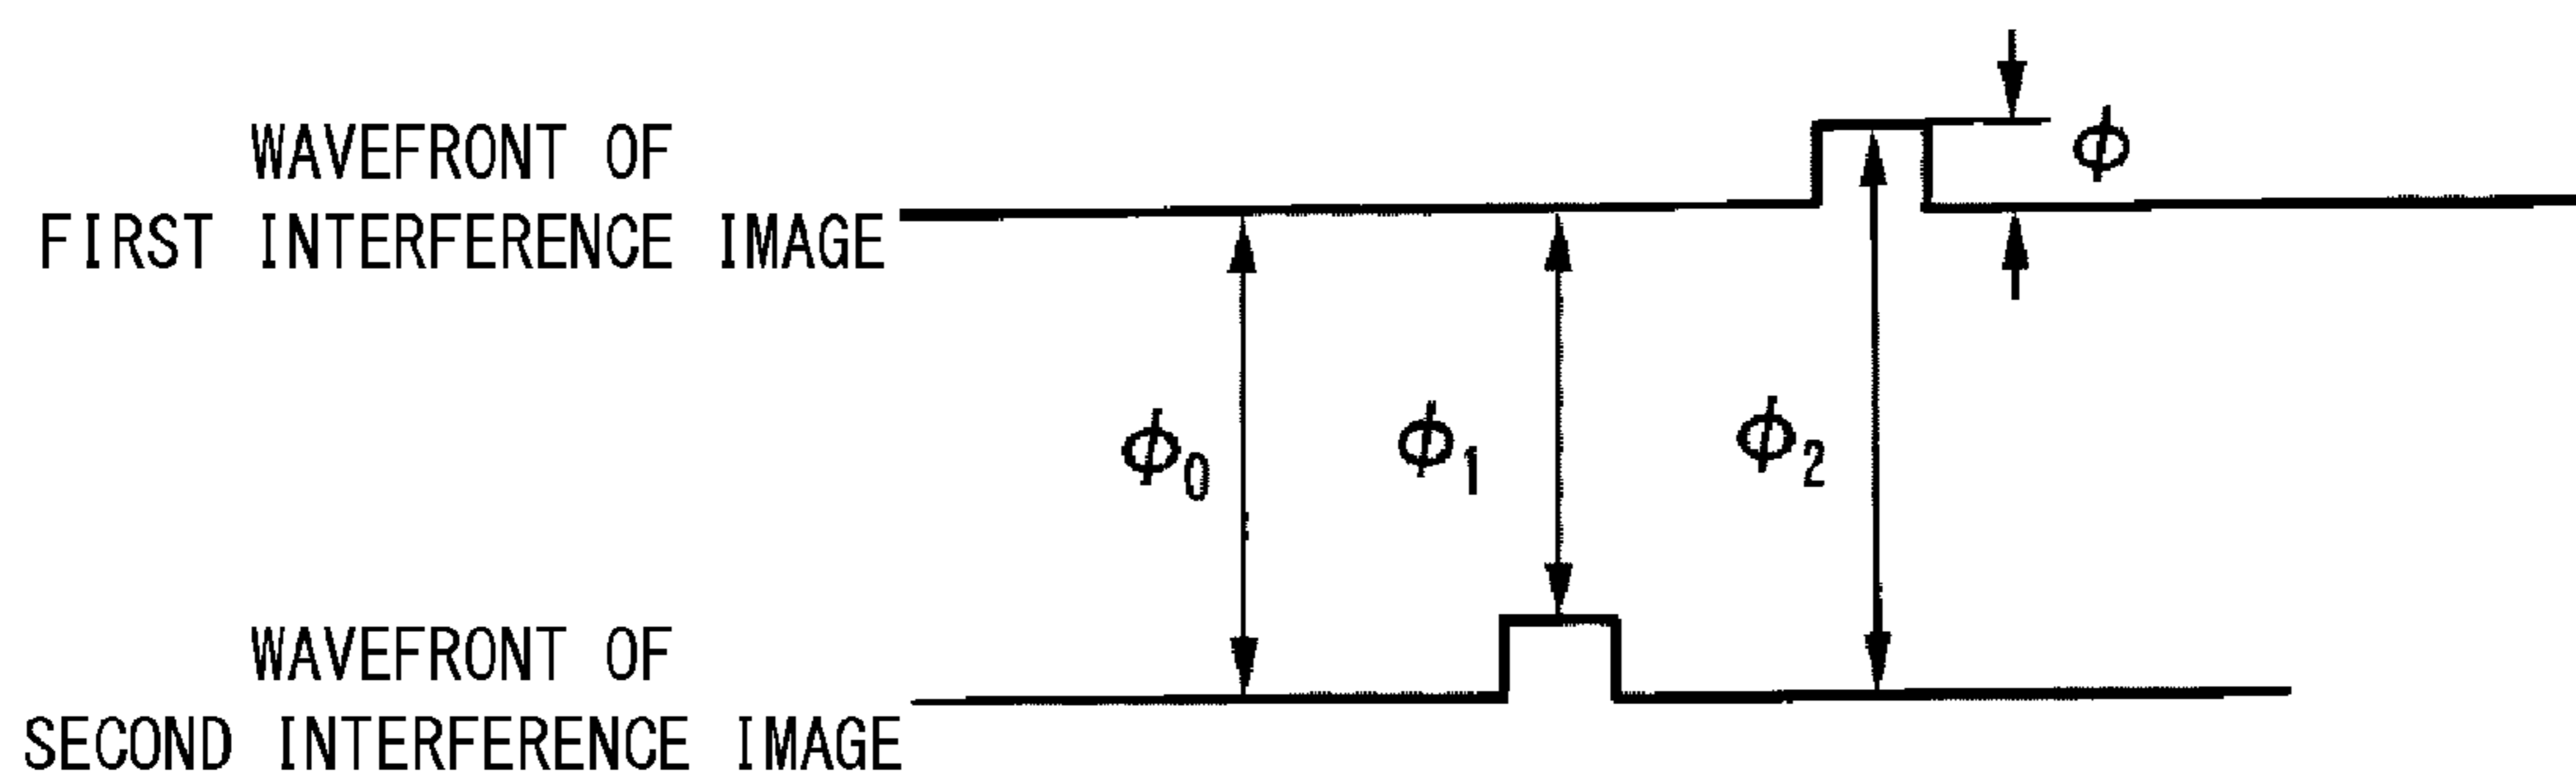 WAVEFRONT OF
FIRST INTERFERENCE IMAGE
ϕ
ϕ0
ϕ1
ϕ2
WAVEFRONT OF
SECOND INTERFERENCE IMAGE